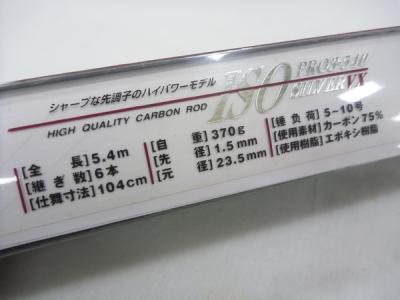 シャープな先調子のハイパワーモデル
HIGH QUALITY CARBON ROD
ISO PRO 3-540
SILVER VX
[全長] 5.4m
[継ぎ数] 6本
[仕舞寸法] 104cm
[自重] 370g
[先径] 1.5mm
[元径] 23.5mm
[錘負荷] 5-10号
[使用素材] カーボン75%
[使用樹脂] エポキシ樹脂